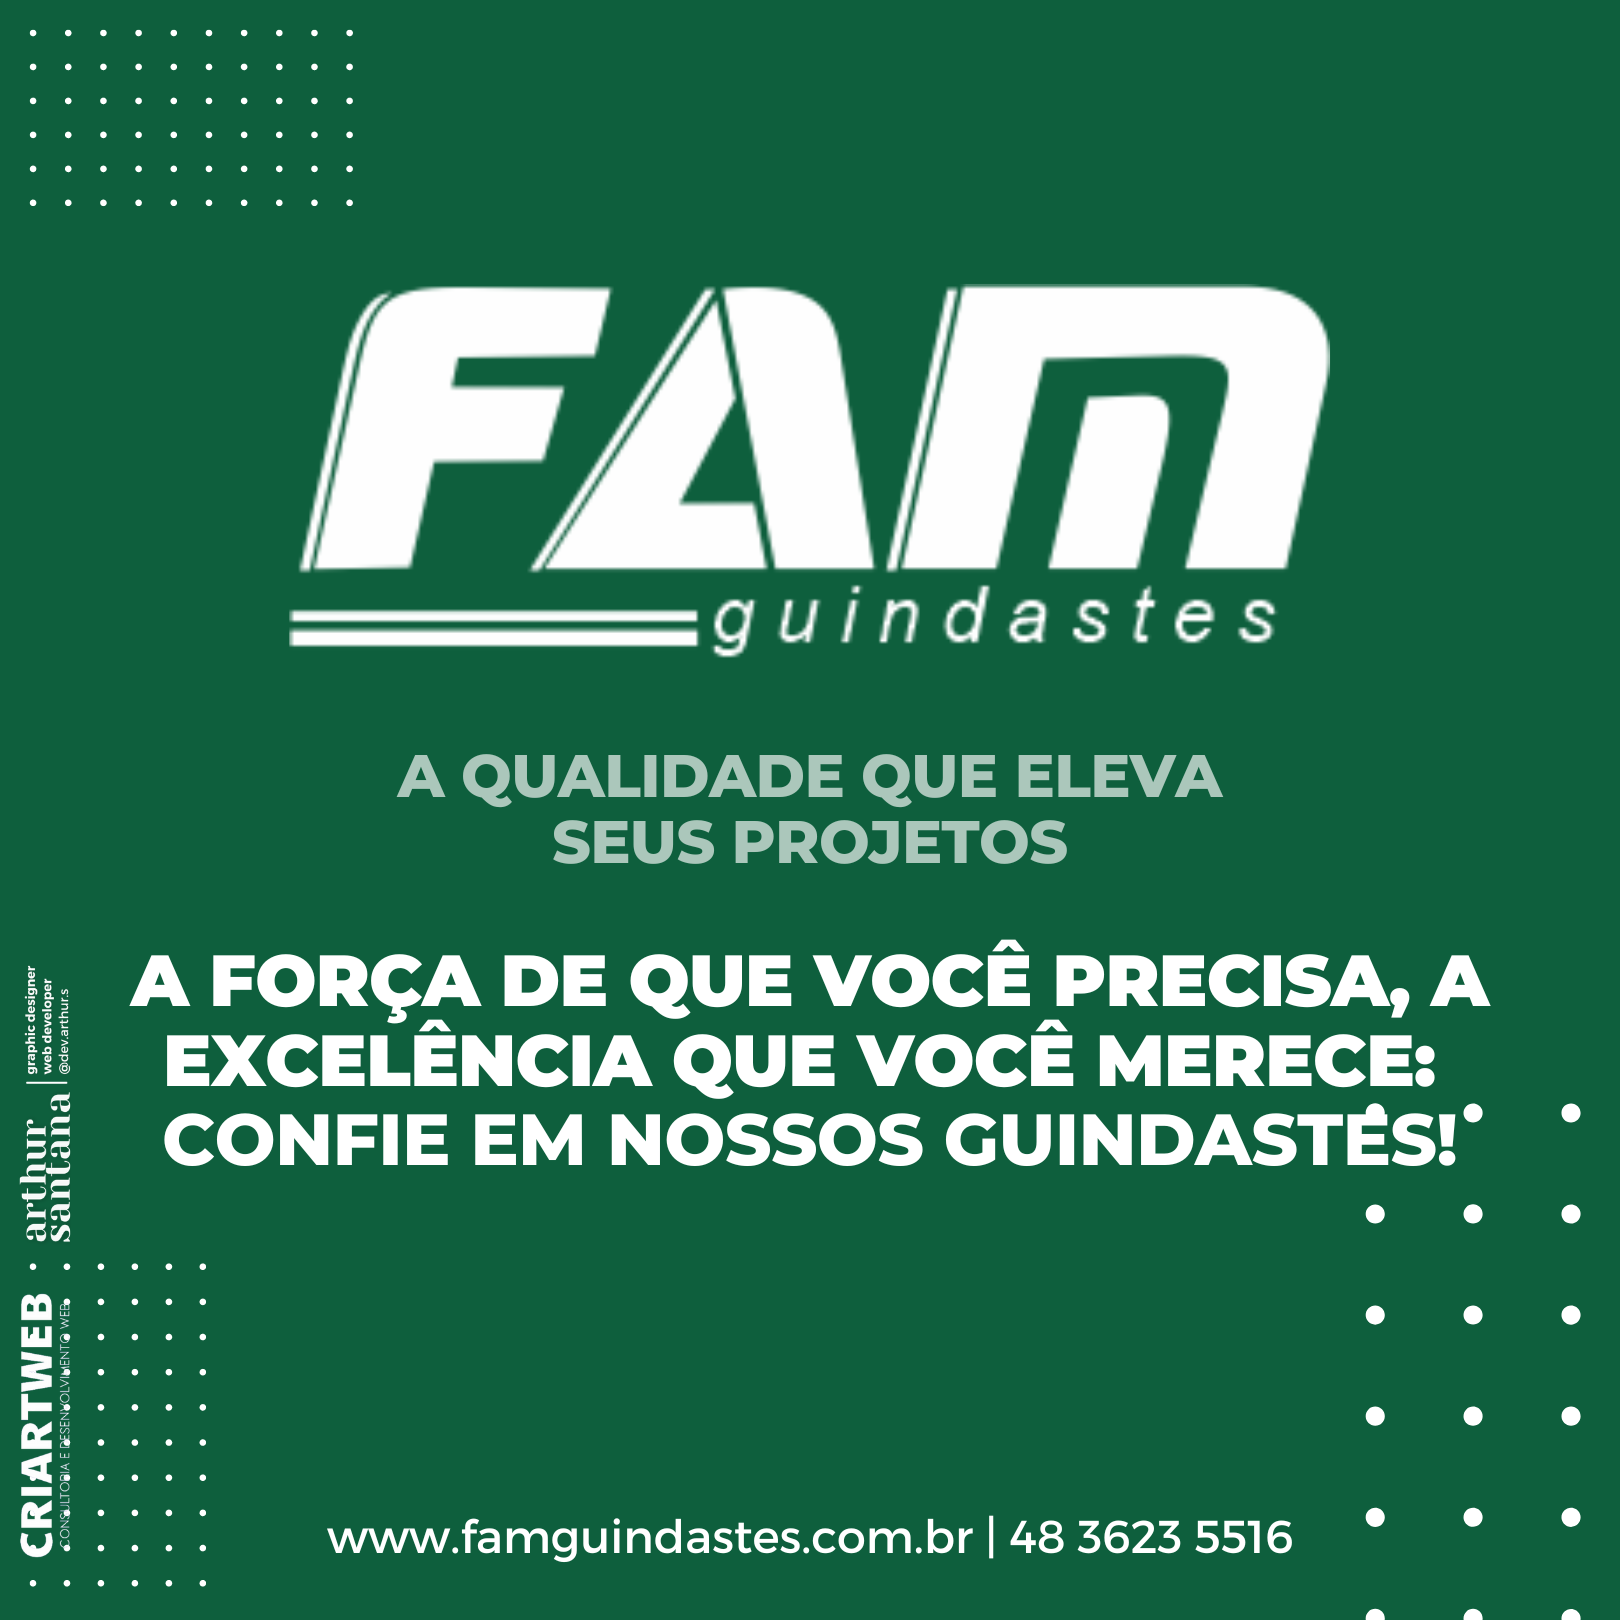 FAM
guindastes
A QUALIDADE QUE ELEVA
SEUS PROJETOS
A FORÇA DE QUE VOCÊ PRECISA, A
EXCELÊNCIA QUE VOCÊ MERECE:
CONFIE EM NOSSOS GUINDASTES!
www.famguindastes.com.br | 48 3623 5516
arthur
santana
graphic designer
web developer
@dev.arthur.s
CRIARTWEB
CONSULTORIA E DESENVOLVIMENTO WEB